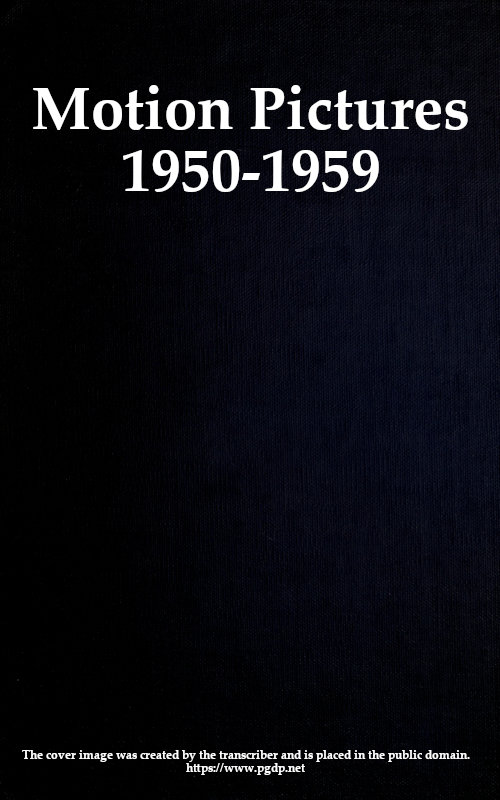 Motion Pictures
1950-1959
The cover image was created by the transcriber and is placed in the public domain.
https://www.pgdp.net